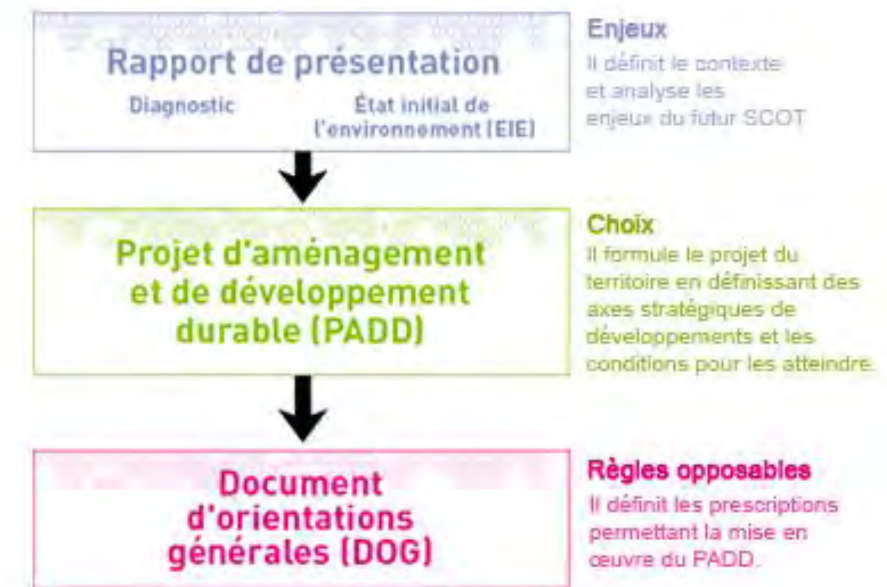 Rapport de présentation
Diagnostic
État initial de
l'environnement (EIE)
Enjeux
Il définit le contexte
et analyse les
enjeux du futur SCOT
Projet d'aménagement
et de développement
durable (PADD)
Choix
Il formule le projet du
territoire en définissant des
axes stratégiques de
développements et les
conditions pour les atteindre.
Document
d'orientations
générales (DOG)
Règles opposables
Il définit les prescriptions
permettant la mise en
œuvre du PADD.